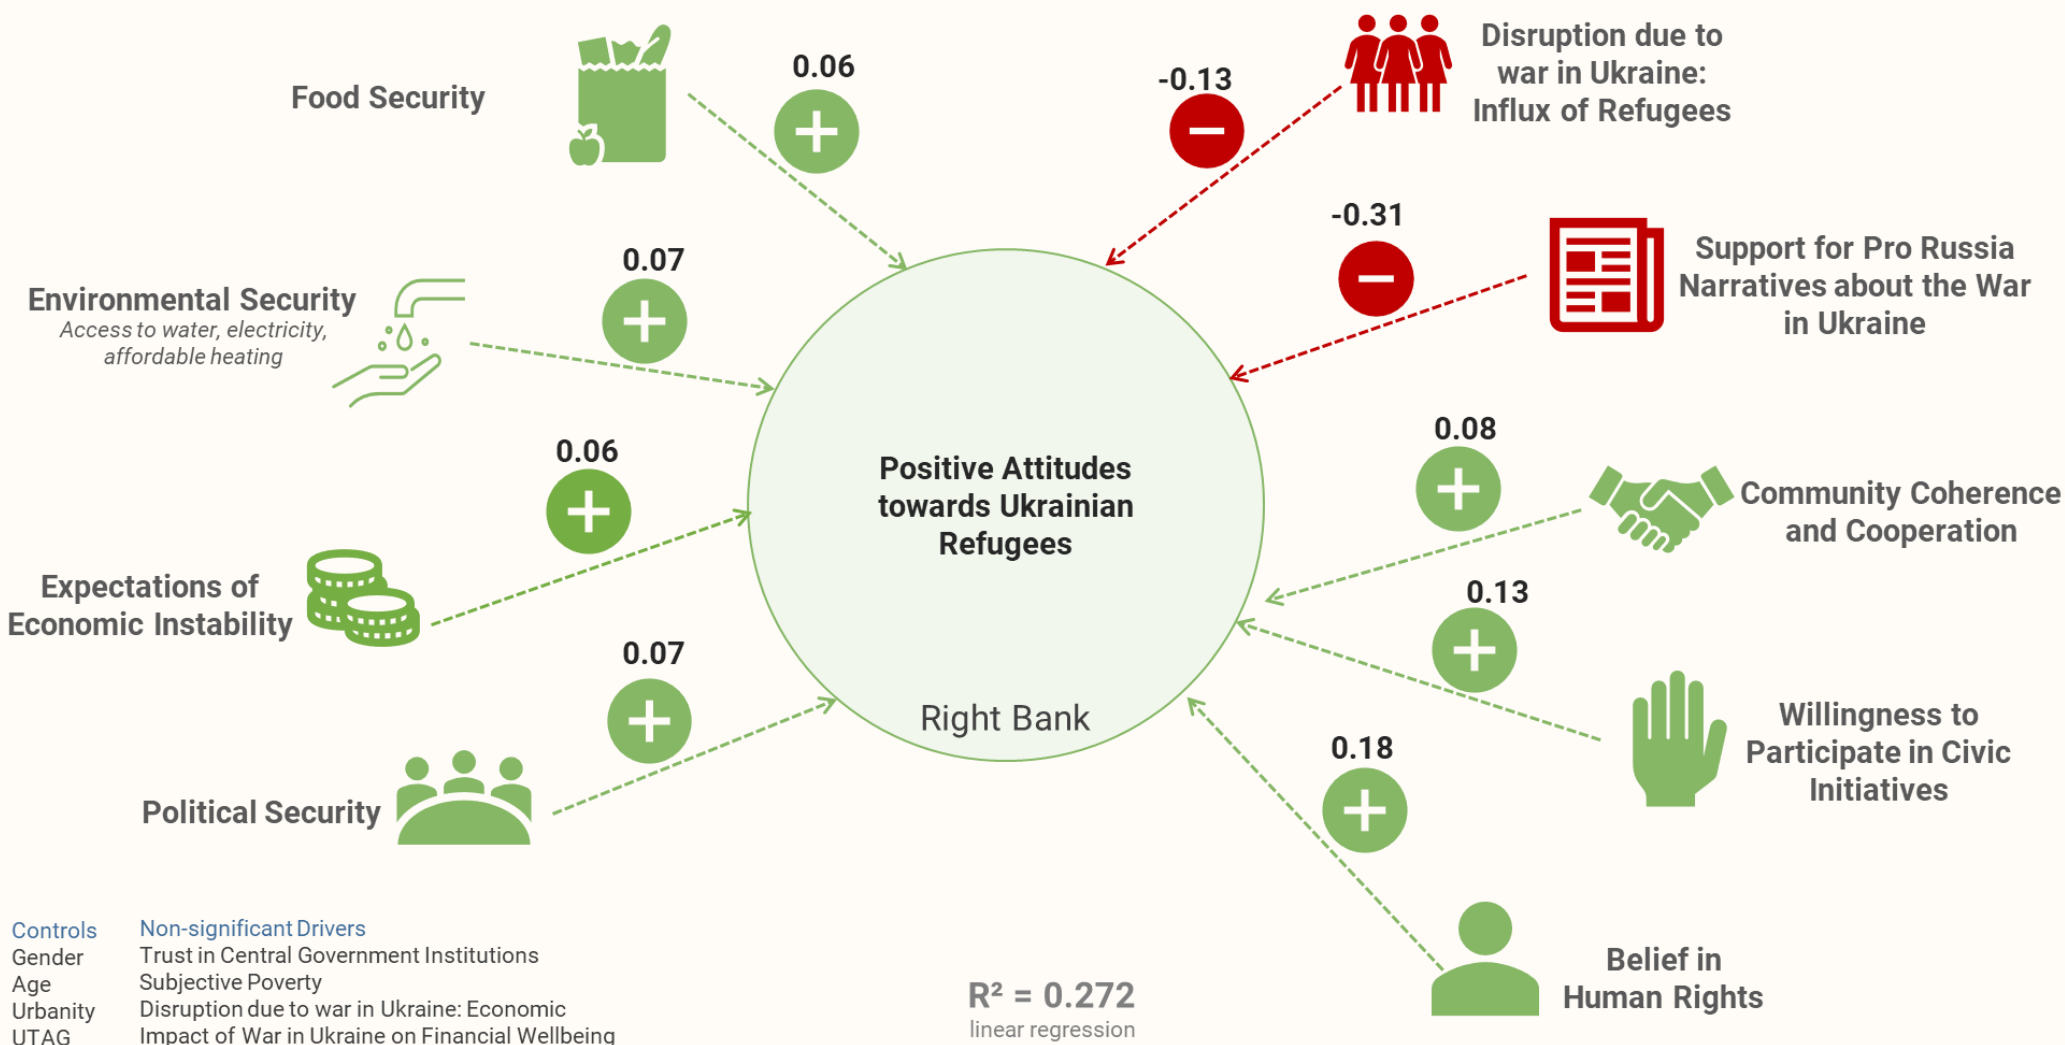 Food Security
0.06
-0.13
Disruption due to
war in Ukraine:
Influx of Refugees
Environmental Security
Access to water, electricity,
affordable heating
0.07
-0.31
Support for Pro Russia
Narratives about the War
in Ukraine
Expectations of
Economic Instability
0.06
Positive Attitudes
towards Ukrainian
Refugees
Right Bank
0.08
Community Coherence
and Cooperation
0.13
Willingness to
Participate in Civic
Initiatives
Political Security
0.07
0.18
Belief in
Human Rights
Controls
Gender
Age
Urbanity
UTAG
Non-significant Drivers
Trust in Central Government Institutions
Subjective Poverty
Disruption due to war in Ukraine: Economic
Impact of War in Ukraine on Financial Wellbeing
R² = 0.272
linear regression